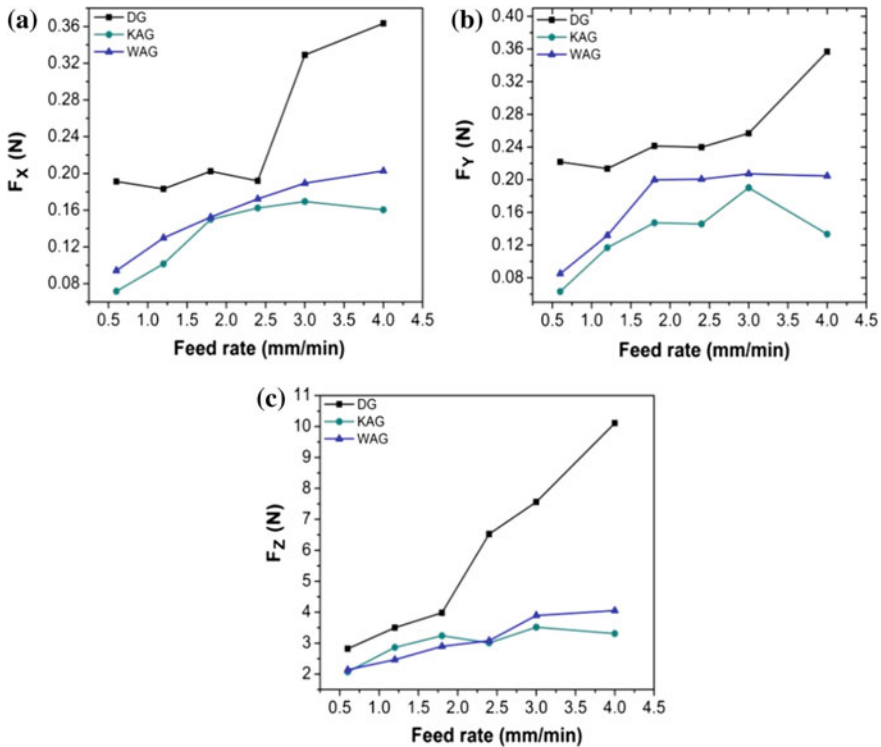 (a)
DG
KAG
WAG
0.36
0.32
0.28
0.24
0.20
0.16
0.12
0.08
F_X (N)
0.5 1.0 1.5 2.0 2.5 3.0 3.5 4.0 4.5
Feed rate (mm/min)
(b)
DG
KAG
WAG
0.40
0.36
0.32
0.28
0.24
0.20
0.16
0.12
0.08
F_Y (N)
0.5 1.0 1.5 2.0 2.5 3.0 3.5 4.0 4.5
Feed rate (mm/min)
(c)
DG
KAG
WAG
11
10
9
8
7
6
5
4
3
2
F_Z (N)
0.5 1.0 1.5 2.0 2.5 3.0 3.5 4.0 4.5
Feed rate (mm/min)